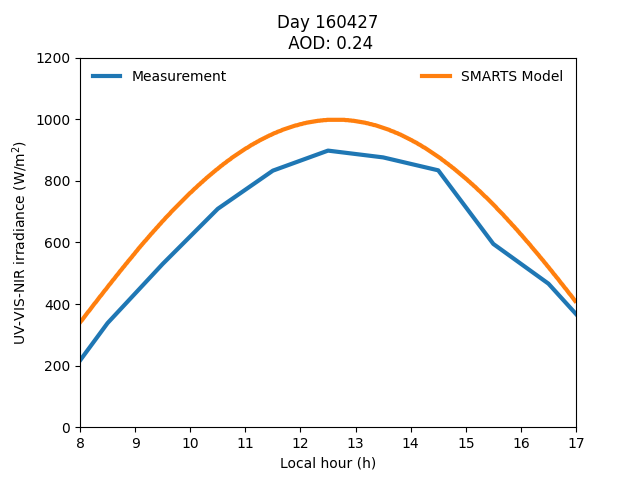 Day 160427
AOD: 0.24
Measurement
SMARTS Model
UV-VIS-NIR irradiance (W/m²)
1200
1000
800
600
400
200
0
8 9 10 11 12 13 14 15 16 17
Local hour (h)